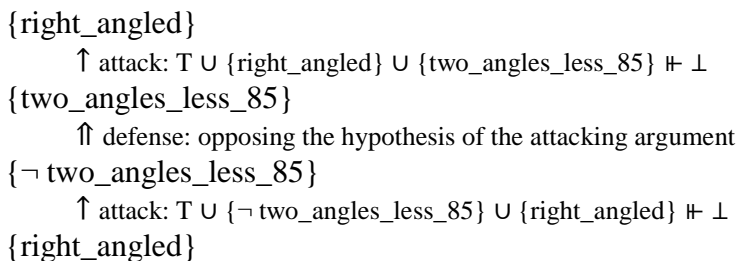 {right_angled}
↑ attack: T ∪ {right_angled} ∪ {two_angles_less_85} ⊩ ⊥
{two_angles_less_85}
⇑ defense: opposing the hypothesis of the attacking argument
{¬ two_angles_less_85}
↑ attack: T ∪ {¬ two_angles_less_85} ∪ {right_angled} ⊩ ⊥
{right_angled}